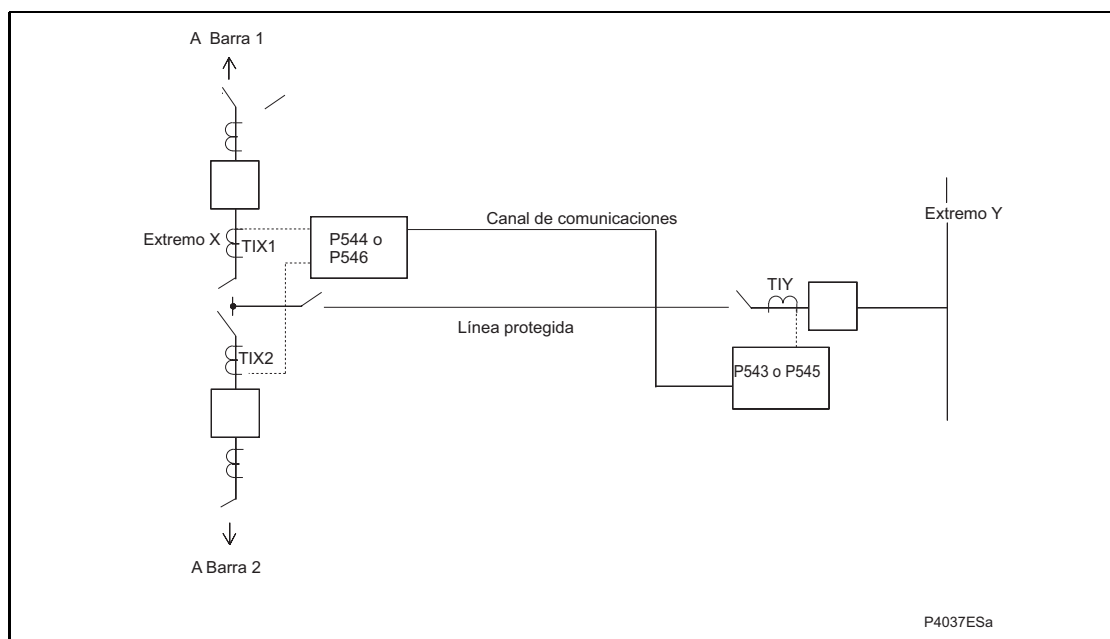 A Barra 1
Extremo X
TIX1
P544 o
P546
Canal de comunicaciones
Extremo Y
TIY
Línea protegida
TIX2
P543 o P545
A Barra 2
P4037ESa